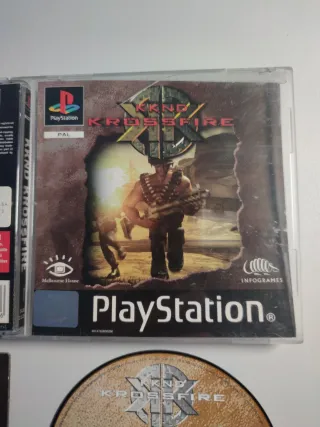 PlayStation
PAL
KKND
KROSSFIRE
KKND KROSSFIRE
Melbourne House
INFOGRAMES
PlayStation®
KKND
KROSSFIRE